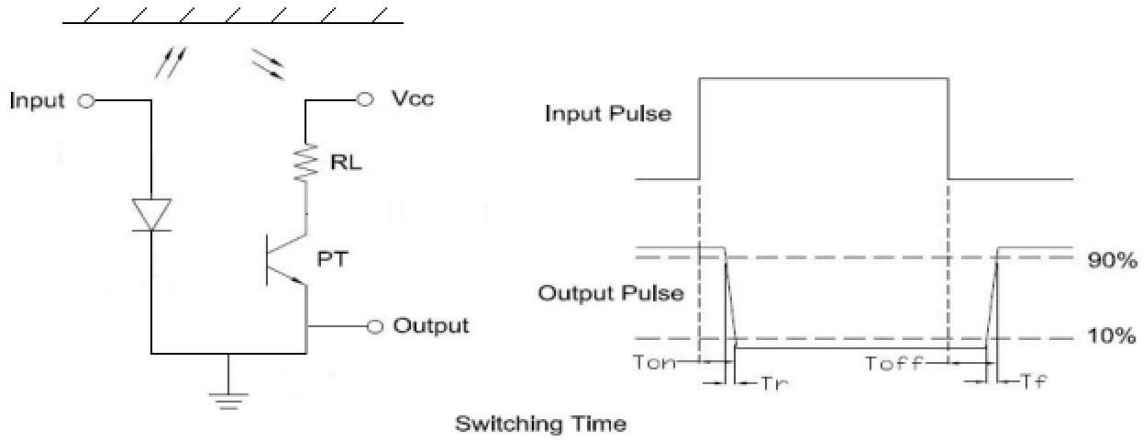 Input
Vcc
RL
PT
Output
Input Pulse
Output Pulse
90%
10%
Ton
Tr
Toff
Tf
Switching Time